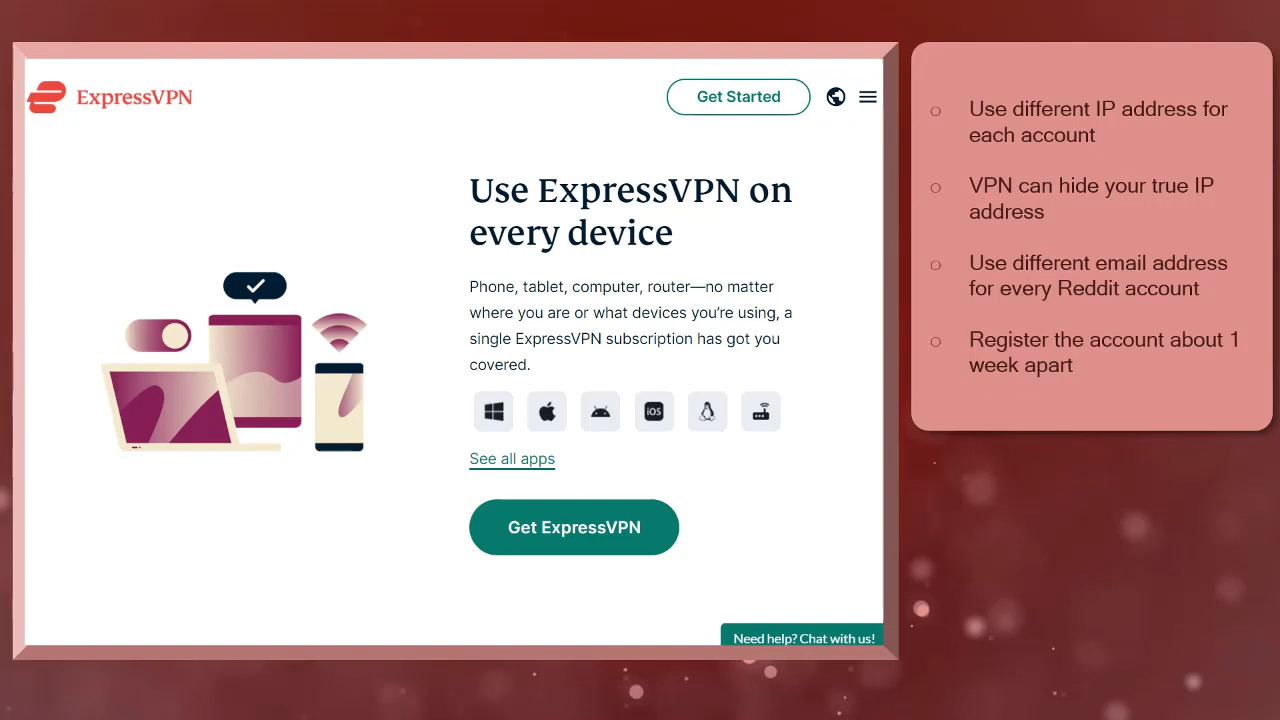 ExpressVPN
Get Started
Use ExpressVPN on
every device
Phone, tablet, computer, router—no matter
where you are or what devices you’re using, a
single ExpressVPN subscription has got you
covered.
iOS
See all apps
Get ExpressVPN
Need help? Chat with us!
Use different IP address for
each account
VPN can hide your true IP
address
Use different email address
for every Reddit account
Register the account about 1
week apart